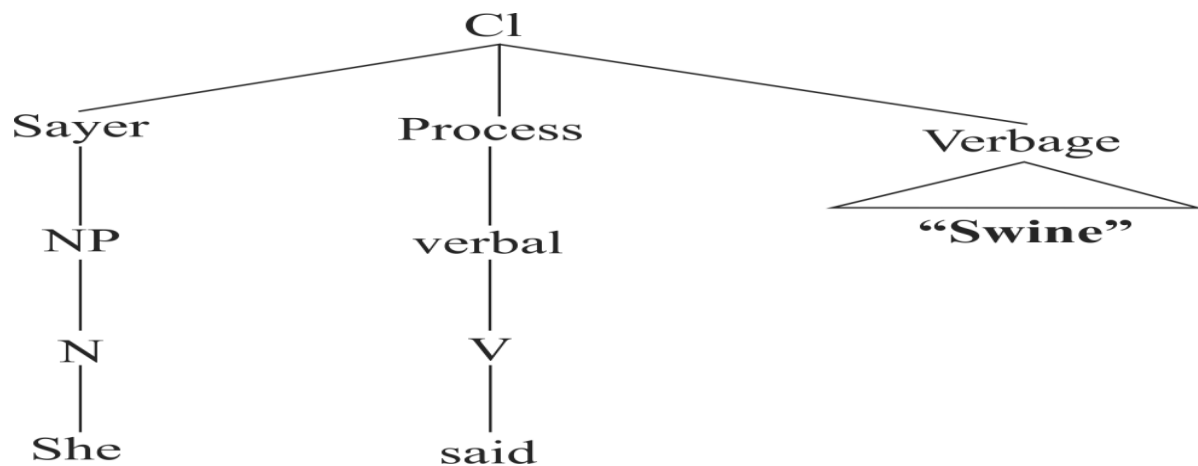 Cl
Sayer Process Verbage
NP verbal “Swine”
N V
She said